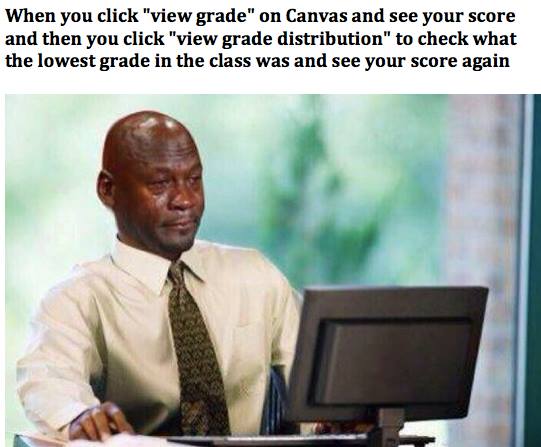 When you click "view grade" on Canvas and see your score
and then you click "view grade distribution" to check what
the lowest grade in the class was and see your score again